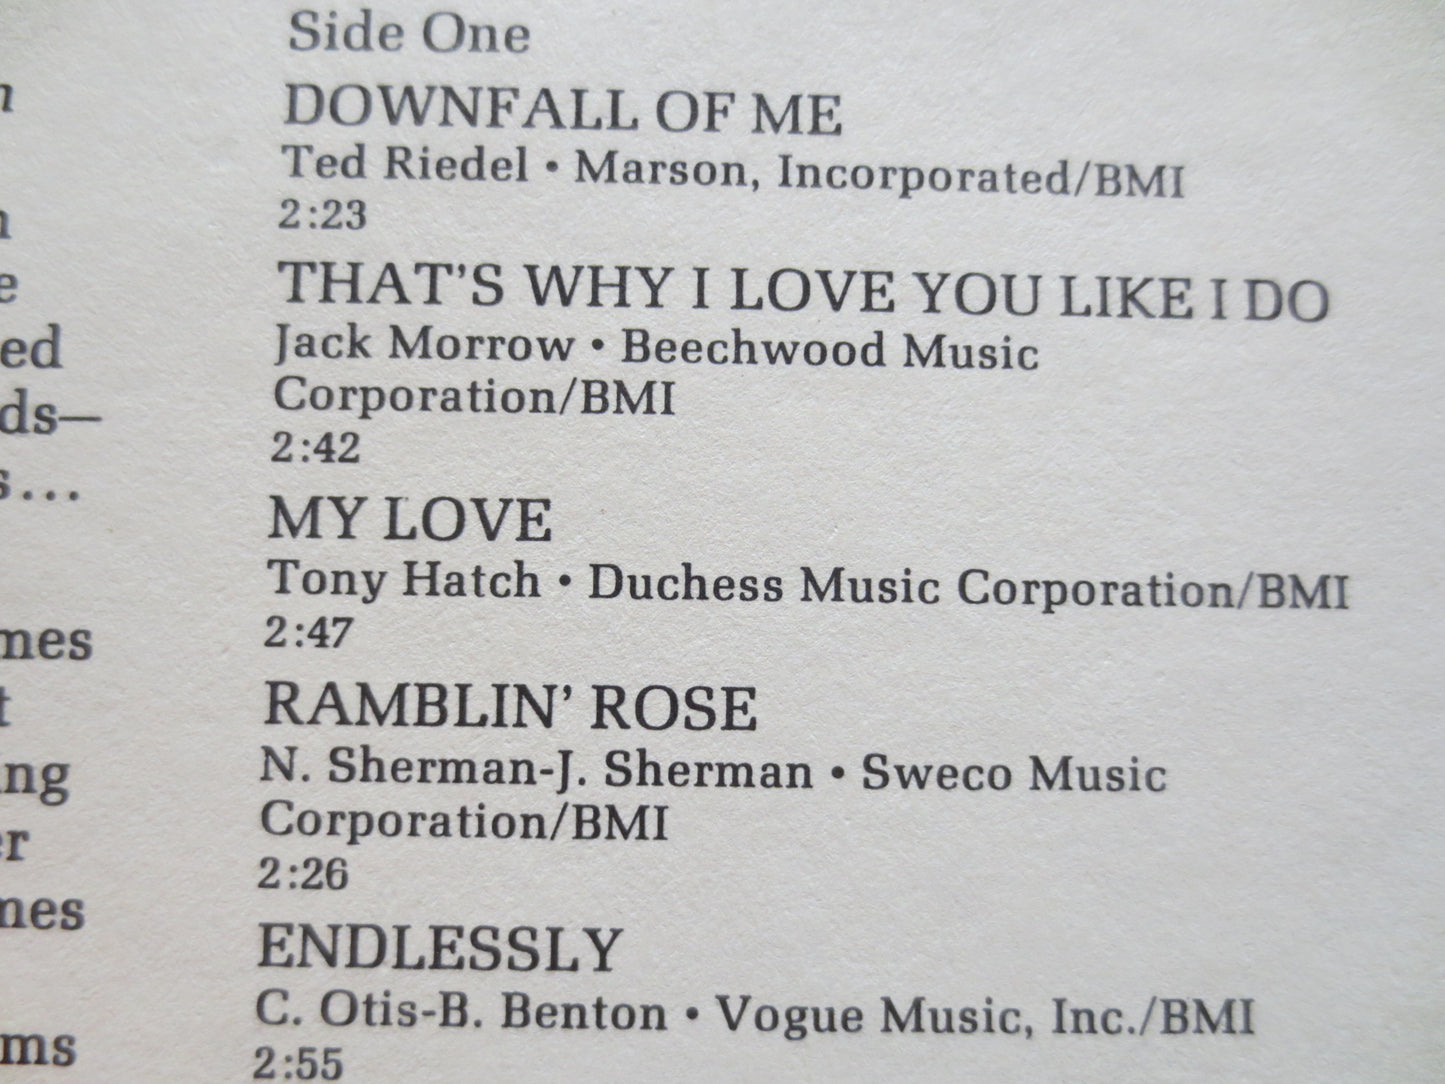 Side One
DOWNFALL OF ME
Ted Riedel • Marson, Incorporated/BMI
2:23
THAT'S WHY I LOVE YOU LIKE I DO
Jack Morrow • Beechwood Music
Corporation/BMI
2:42
MY LOVE
Tony Hatch • Duchess Music Corporation/BMI
2:47
RAMBLIN' ROSE
N. Sherman-J. Sherman • Sweco Music
Corporation/BMI
2:26
ENDLESSLY
C. Otis-B. Benton • Vogue Music, Inc./BMI
2:55